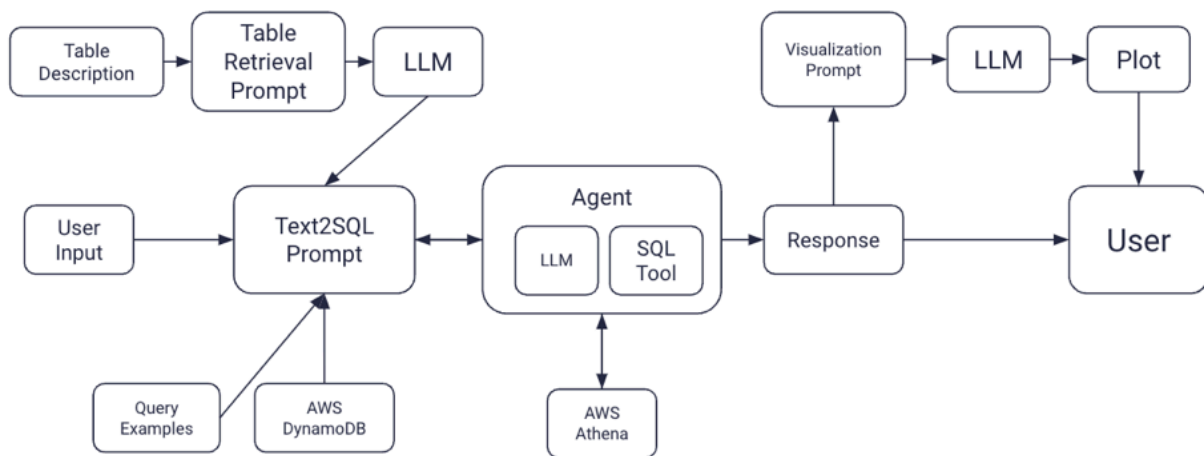 Table
Description
Table
Retrieval
Prompt
LLM
Visualization
Prompt
LLM
Plot
User
Input
Text2SQL
Prompt
Agent
LLM
SQL
Tool
Response
User
Query
Examples
AWS
DynamoDB
AWS
Athena